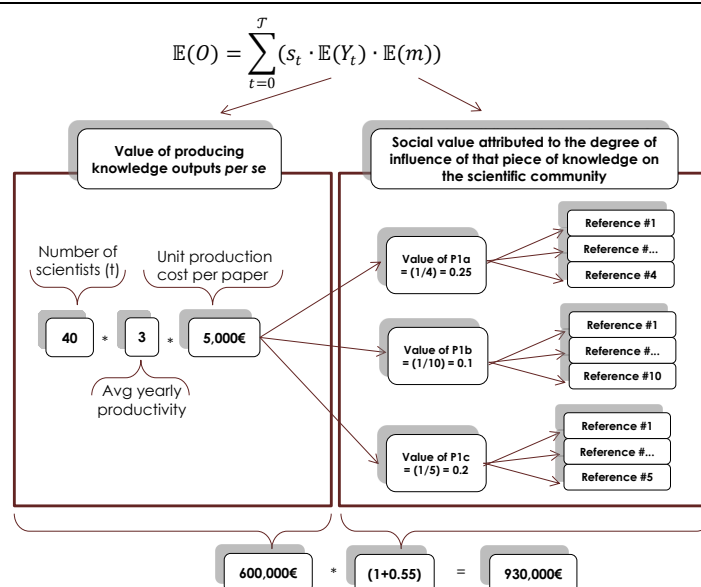 𝔼(O) = ∑_{t=0}^{𝒯} (s_t · 𝔼(Y_t) · 𝔼(m))
Value of producing
knowledge outputs per se
Social value attributed to the degree of
influence of that piece of knowledge on
the scientific community
Number of
scientists (t)
Unit production
cost per paper
40 * 3 * 5,000€
Avg yearly
productivity
Value of P1a
= (1/4) = 0.25
Reference #1
Reference #...
Reference #4
Value of P1b
= (1/10) = 0.1
Reference #1
Reference #...
Reference #10
Value of P1c
= (1/5) = 0.2
Reference #1
Reference #...
Reference #5
600,000€ * (1+0.55) = 930,000€